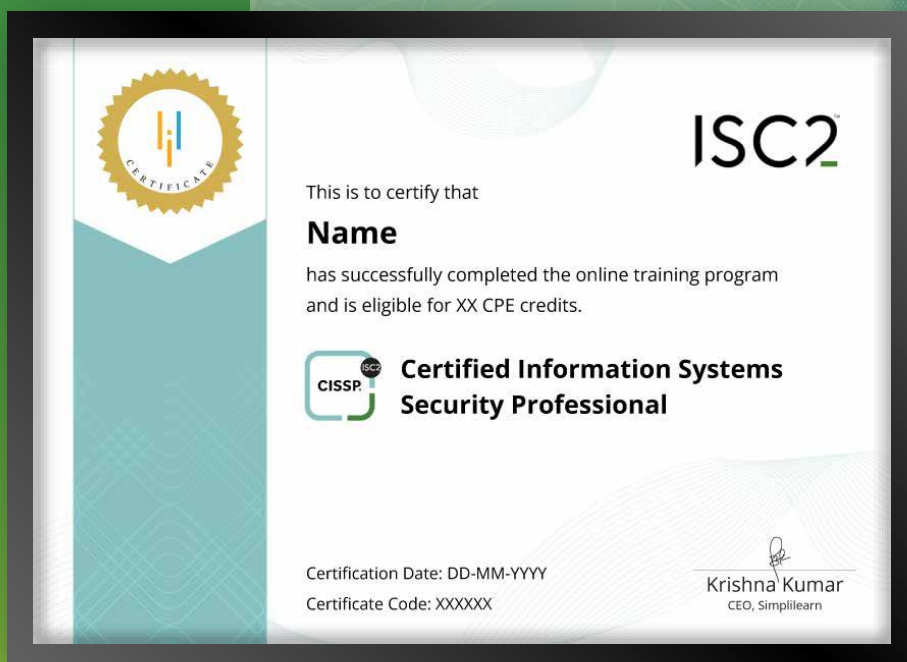 CERTIFICATE
ISC2™
This is to certify that
Name
has successfully completed the online training program
and is eligible for XX CPE credits.
CISSP.
ISC2
Certified Information Systems
Security Professional
Certification Date: DD-MM-YYYY
Certificate Code: XXXXXX
Krishna Kumar
CEO, Simplilearn